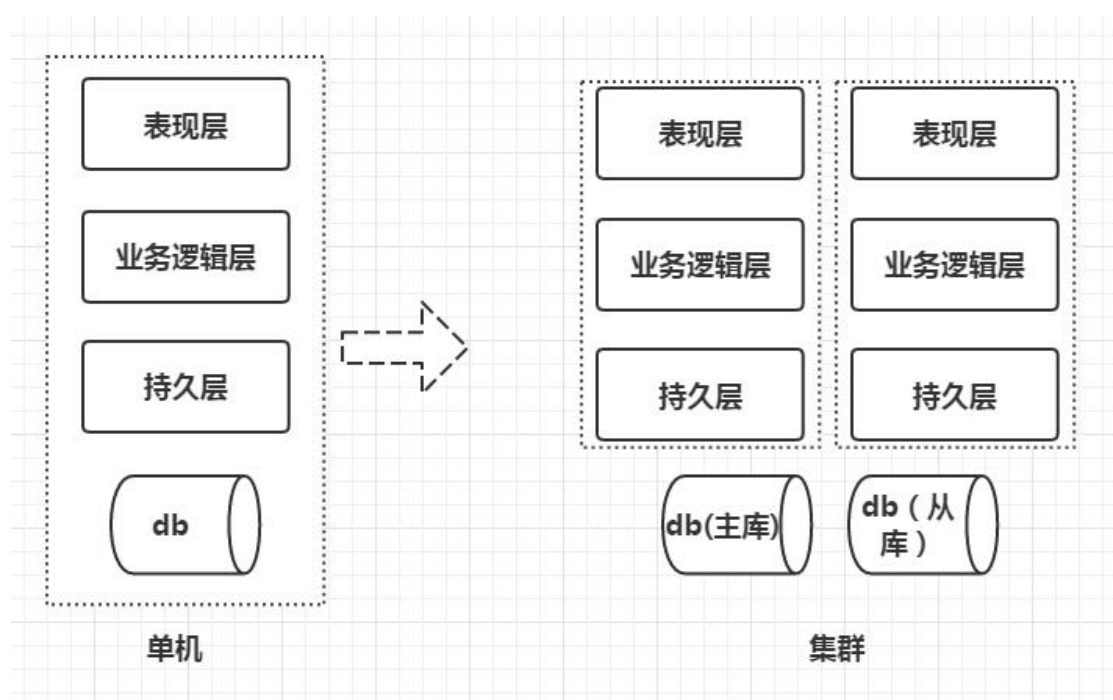 表现层
业务逻辑层
持久层
db
单机
表现层
表现层
业务逻辑层
业务逻辑层
持久层
持久层
db(主库)
db（从
库）
集群